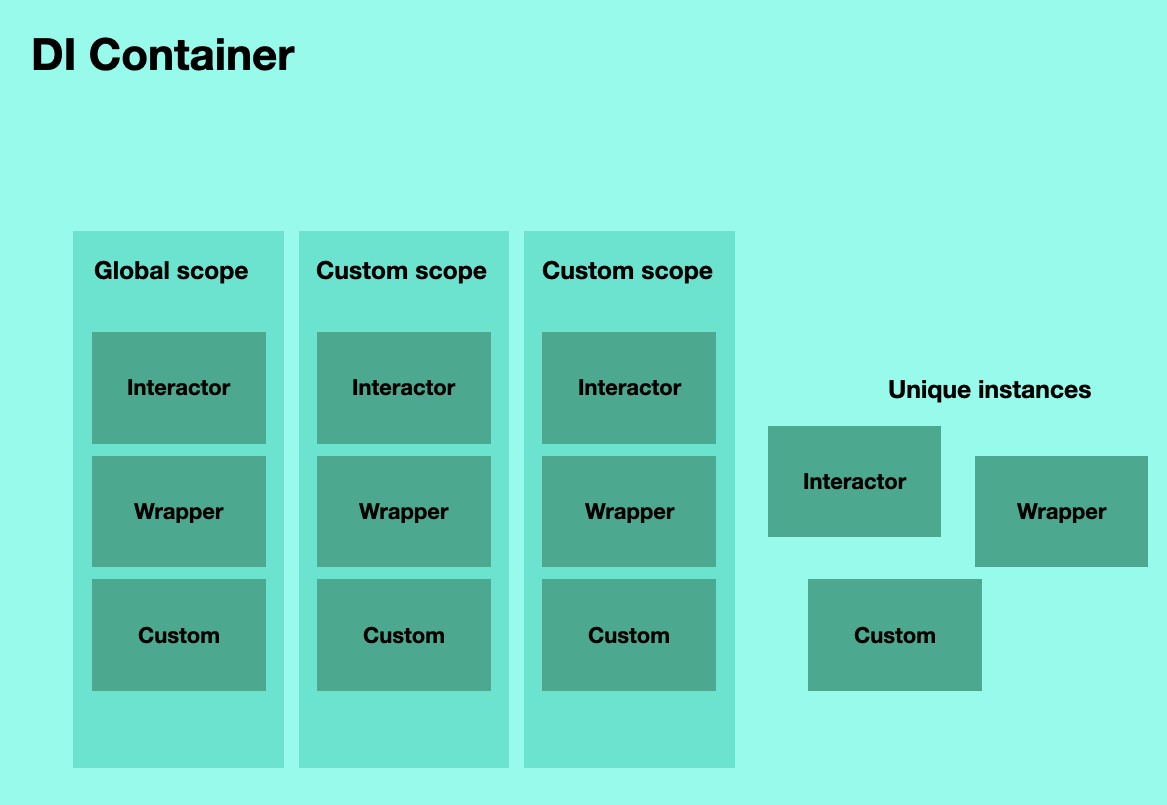 DI Container
Global scope
Interactor
Wrapper
Custom
Custom scope
Interactor
Wrapper
Custom
Custom scope
Interactor
Wrapper
Custom
Unique instances
Interactor
Wrapper
Custom